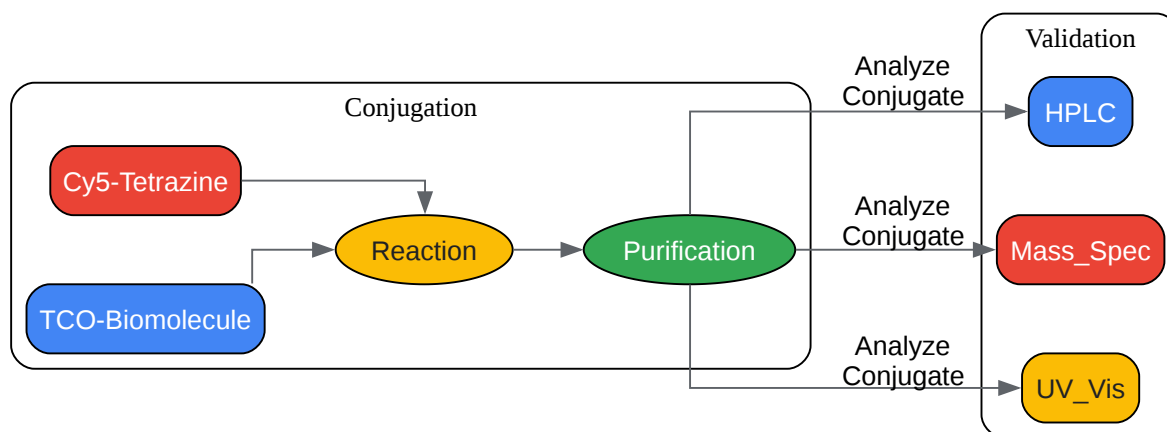 Conjugation
Cy5-Tetrazine
TCO-Biomolecule
Reaction
Purification
Analyze
Conjugate
Analyze
Conjugate
Analyze
Conjugate
Validation
HPLC
Mass_Spec
UV_Vis